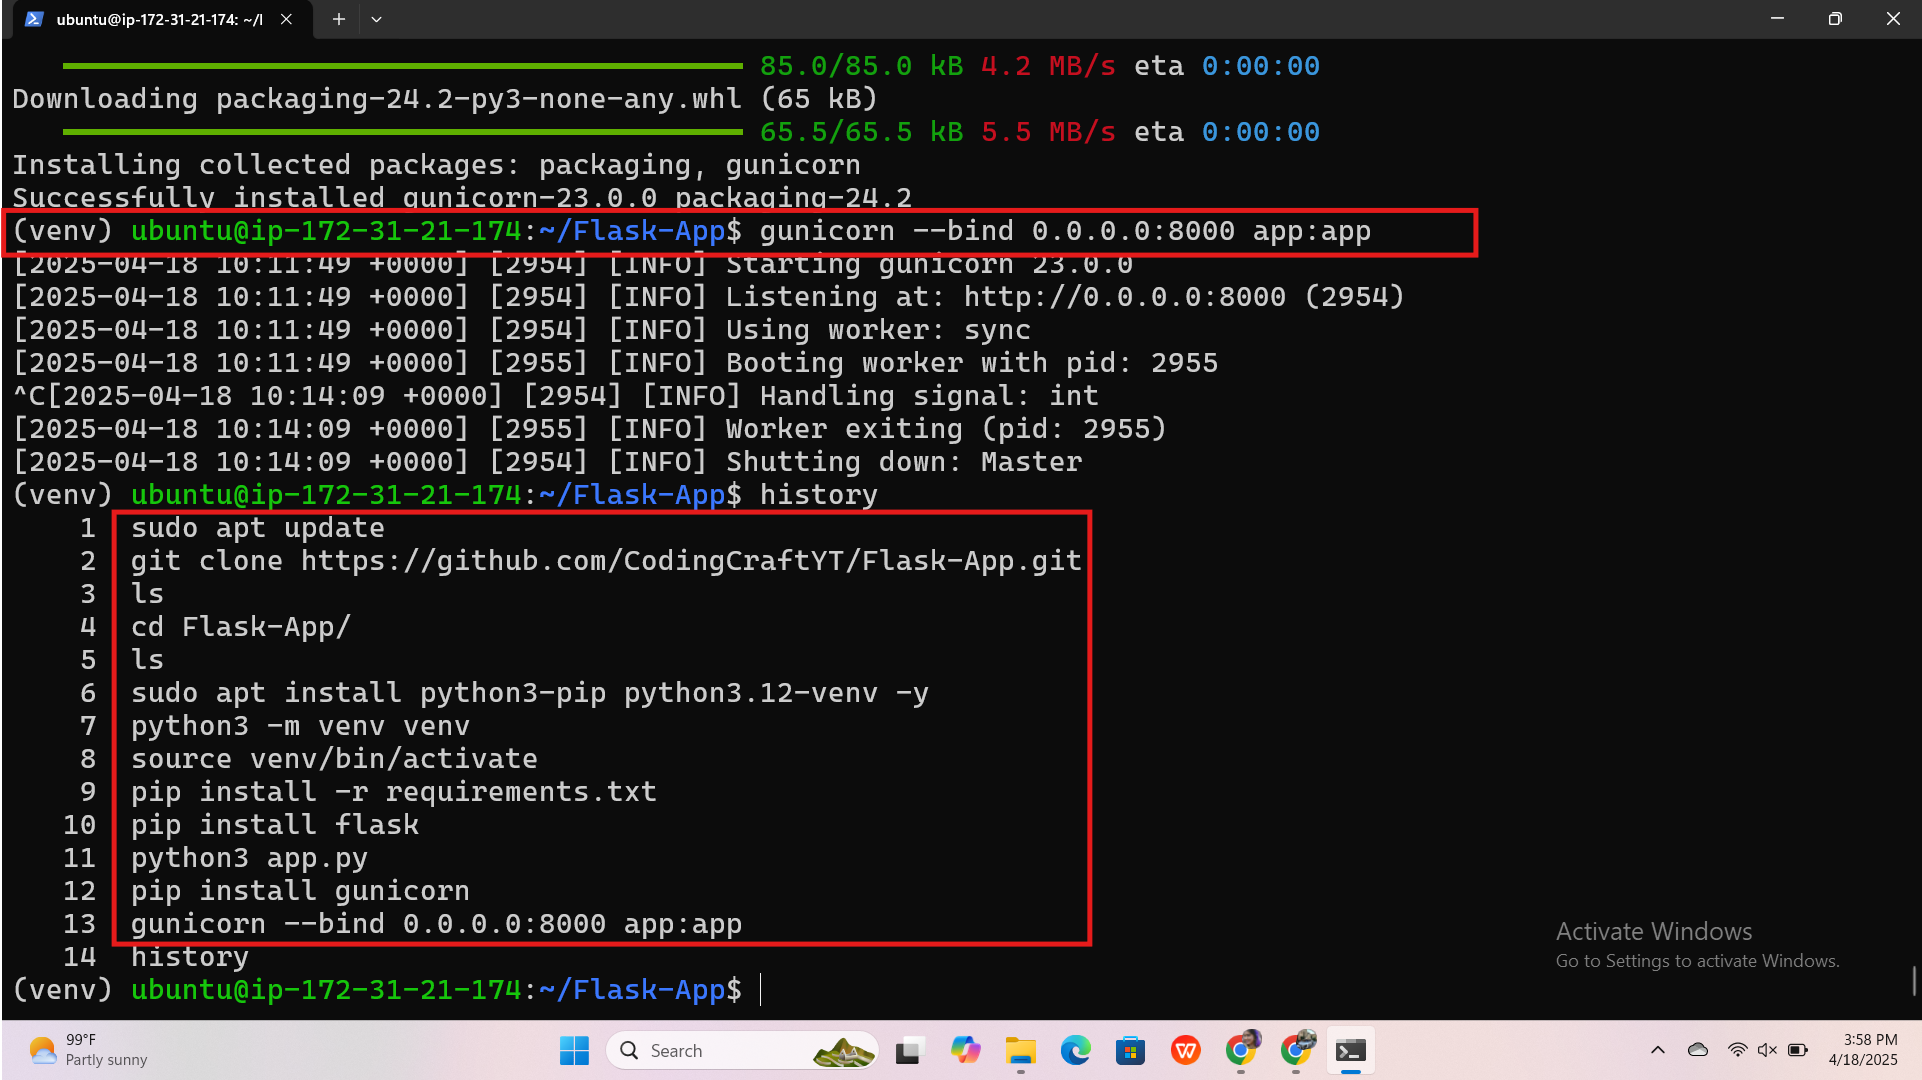 ubuntu@ip-172-31-21-174: ~/l
85.0/85.0 kB 4.2 MB/s eta 0:00:00
Downloading packaging-24.2-py3-none-any.whl (65 kB)
65.5/65.5 kB 5.5 MB/s eta 0:00:00
Installing collected packages: packaging, gunicorn
Successfully installed gunicorn-23.0.0 packaging-24.2
(venv) ubuntu@ip-172-31-21-174:~/Flask-App$ gunicorn --bind 0.0.0.0:8000 app:app
[2025-04-18 10:11:49 +0000] [2954] [INFO] Starting gunicorn 23.0.0
[2025-04-18 10:11:49 +0000] [2954] [INFO] Listening at: http://0.0.0.0:8000 (2954)
[2025-04-18 10:11:49 +0000] [2954] [INFO] Using worker: sync
[2025-04-18 10:11:49 +0000] [2955] [INFO] Booting worker with pid: 2955
^C[2025-04-18 10:14:09 +0000] [2954] [INFO] Handling signal: int
[2025-04-18 10:14:09 +0000] [2955] [INFO] Worker exiting (pid: 2955)
[2025-04-18 10:14:09 +0000] [2954] [INFO] Shutting down: Master
(venv) ubuntu@ip-172-31-21-174:~/Flask-App$ history
1 sudo apt update
2 git clone https://github.com/CodingCraftYT/Flask-App.git
3 ls
4 cd Flask-App/
5 ls
6 sudo apt install python3-pip python3.12-venv -y
7 python3 -m venv venv
8 source venv/bin/activate
9 pip install -r requirements.txt
10 pip install flask
11 python3 app.py
12 pip install gunicorn
13 gunicorn --bind 0.0.0.0:8000 app:app
14 history
(venv) ubuntu@ip-172-31-21-174:~/Flask-App$
Activate Windows
Go to Settings to activate Windows.
99°F
Partly sunny
Search
3:58 PM
4/18/2025